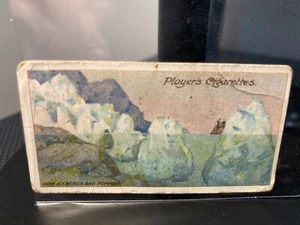 Player's Cigarettes.
HOW ICEBERGS ARE FORMED